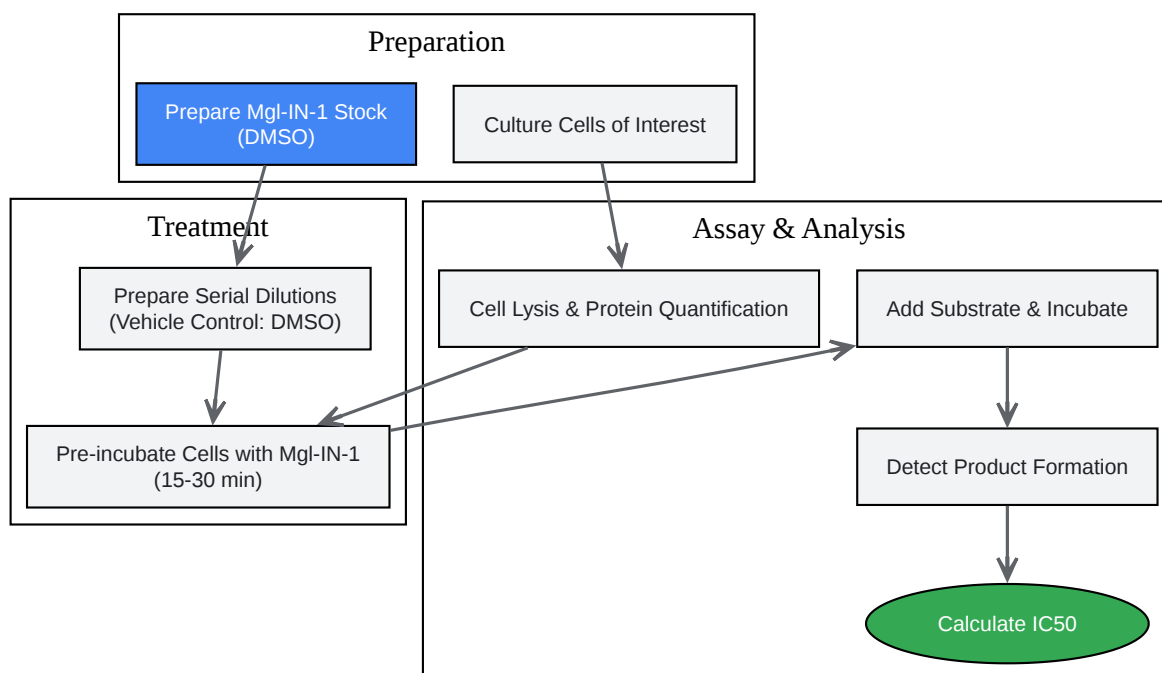 Preparation
Prepare Mgl-IN-1 Stock
(DMSO)
Culture Cells of Interest
Treatment
Prepare Serial Dilutions
(Vehicle Control: DMSO)
Pre-incubate Cells with Mgl-IN-1
(15-30 min)
Assay & Analysis
Cell Lysis & Protein Quantification
Add Substrate & Incubate
Detect Product Formation
Calculate IC50